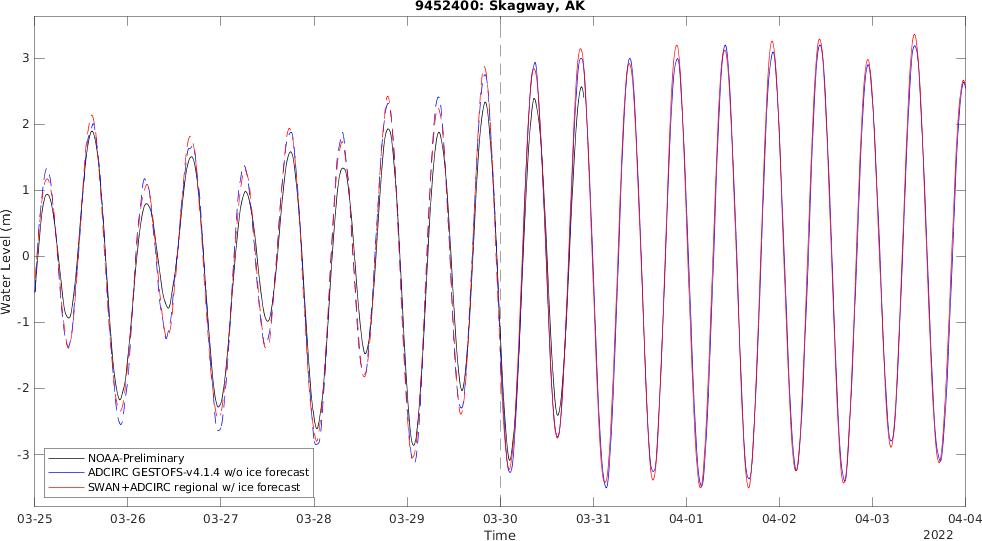 9452400: Skagway, AK
Water Level (m)
3
2
1
0
-1
-2
-3
NOAA-Preliminary
ADCIRC GESTOFS-v4.1.4 w/o ice forecast
SWAN+ADCIRC regional w/ ice forecast
03-25 03-26 03-27 03-28 03-29 03-30 03-31 04-01 04-02 04-03 04-04
Time
2022